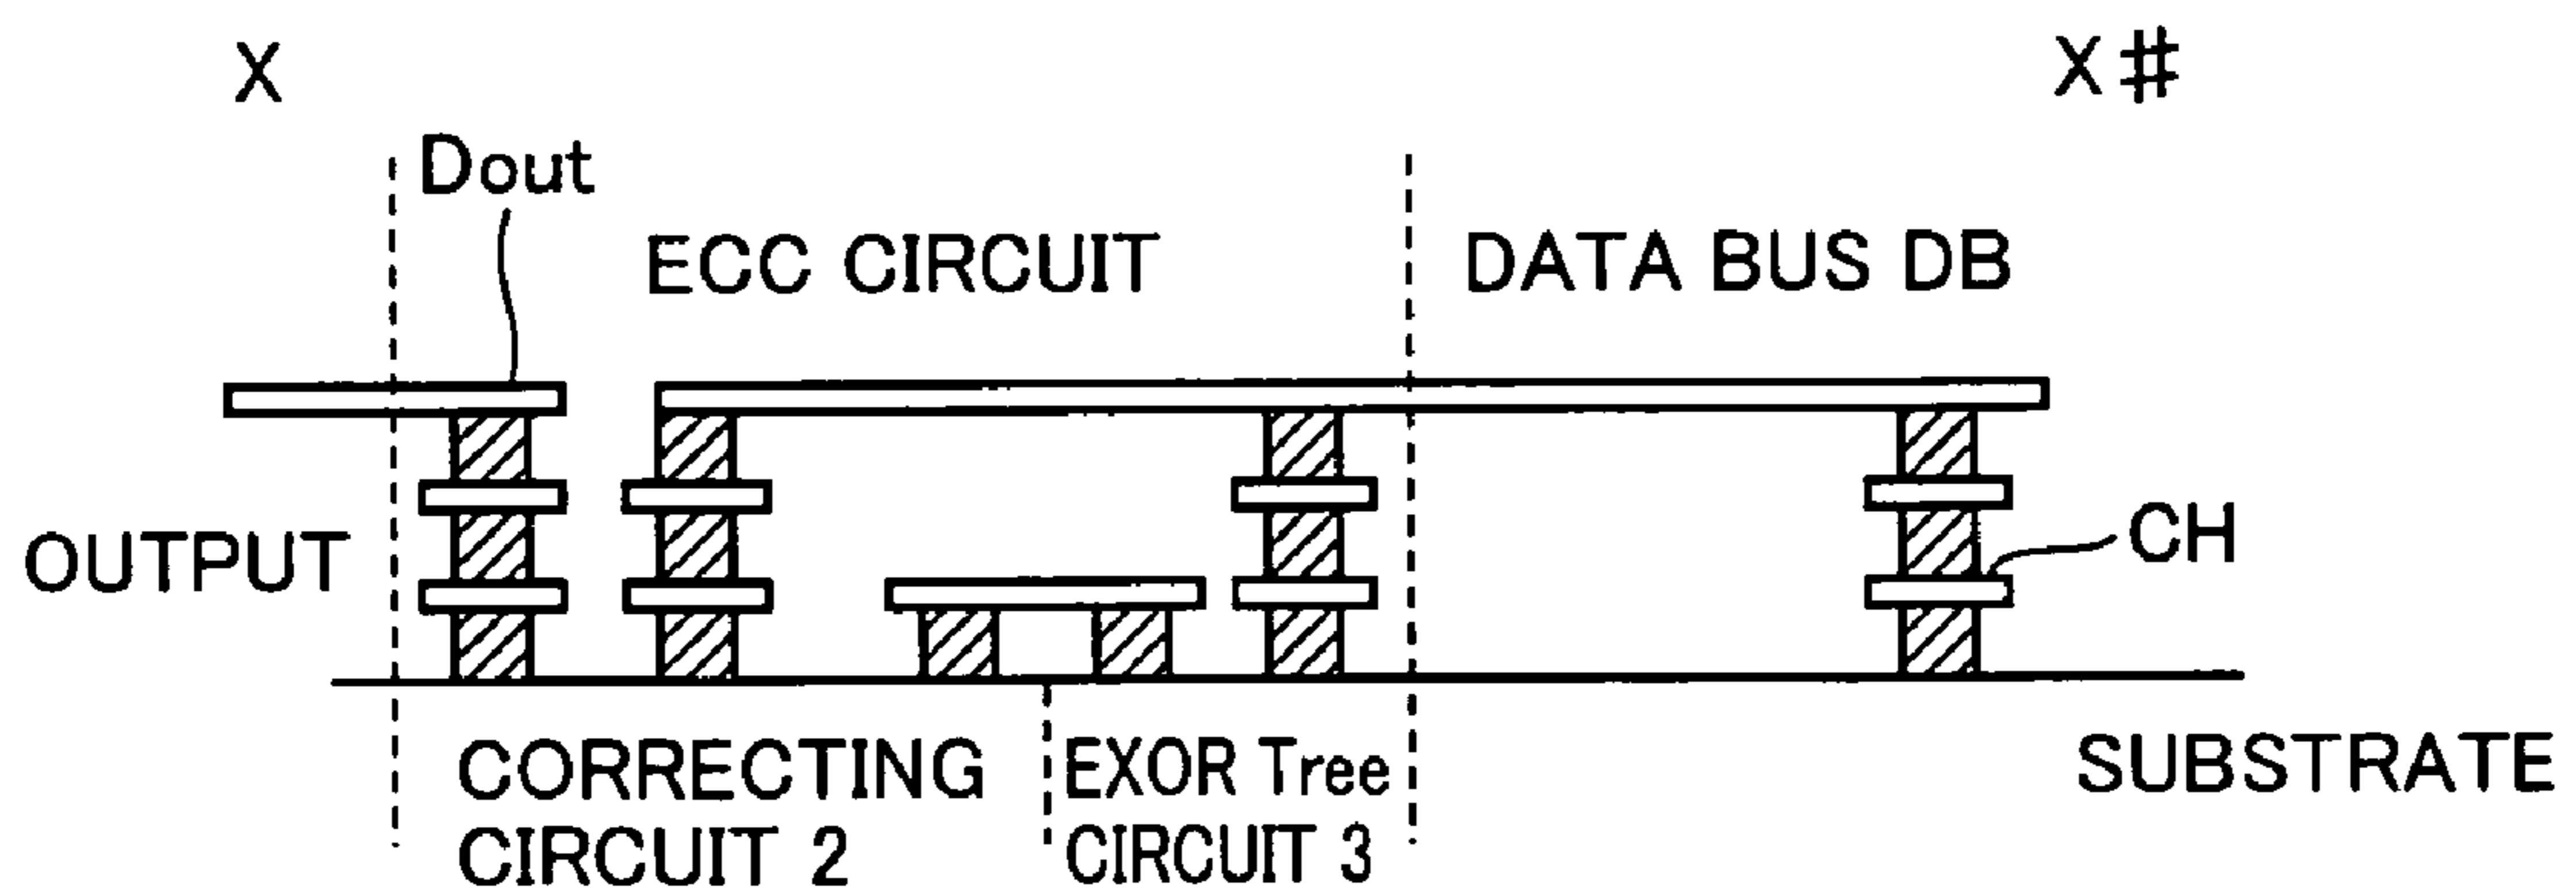 X
X#
Dout
ECC CIRCUIT
DATA BUS DB
OUTPUT
CH
CORRECTING
CIRCUIT 2
EXOR Tree
CIRCUIT 3
SUBSTRATE